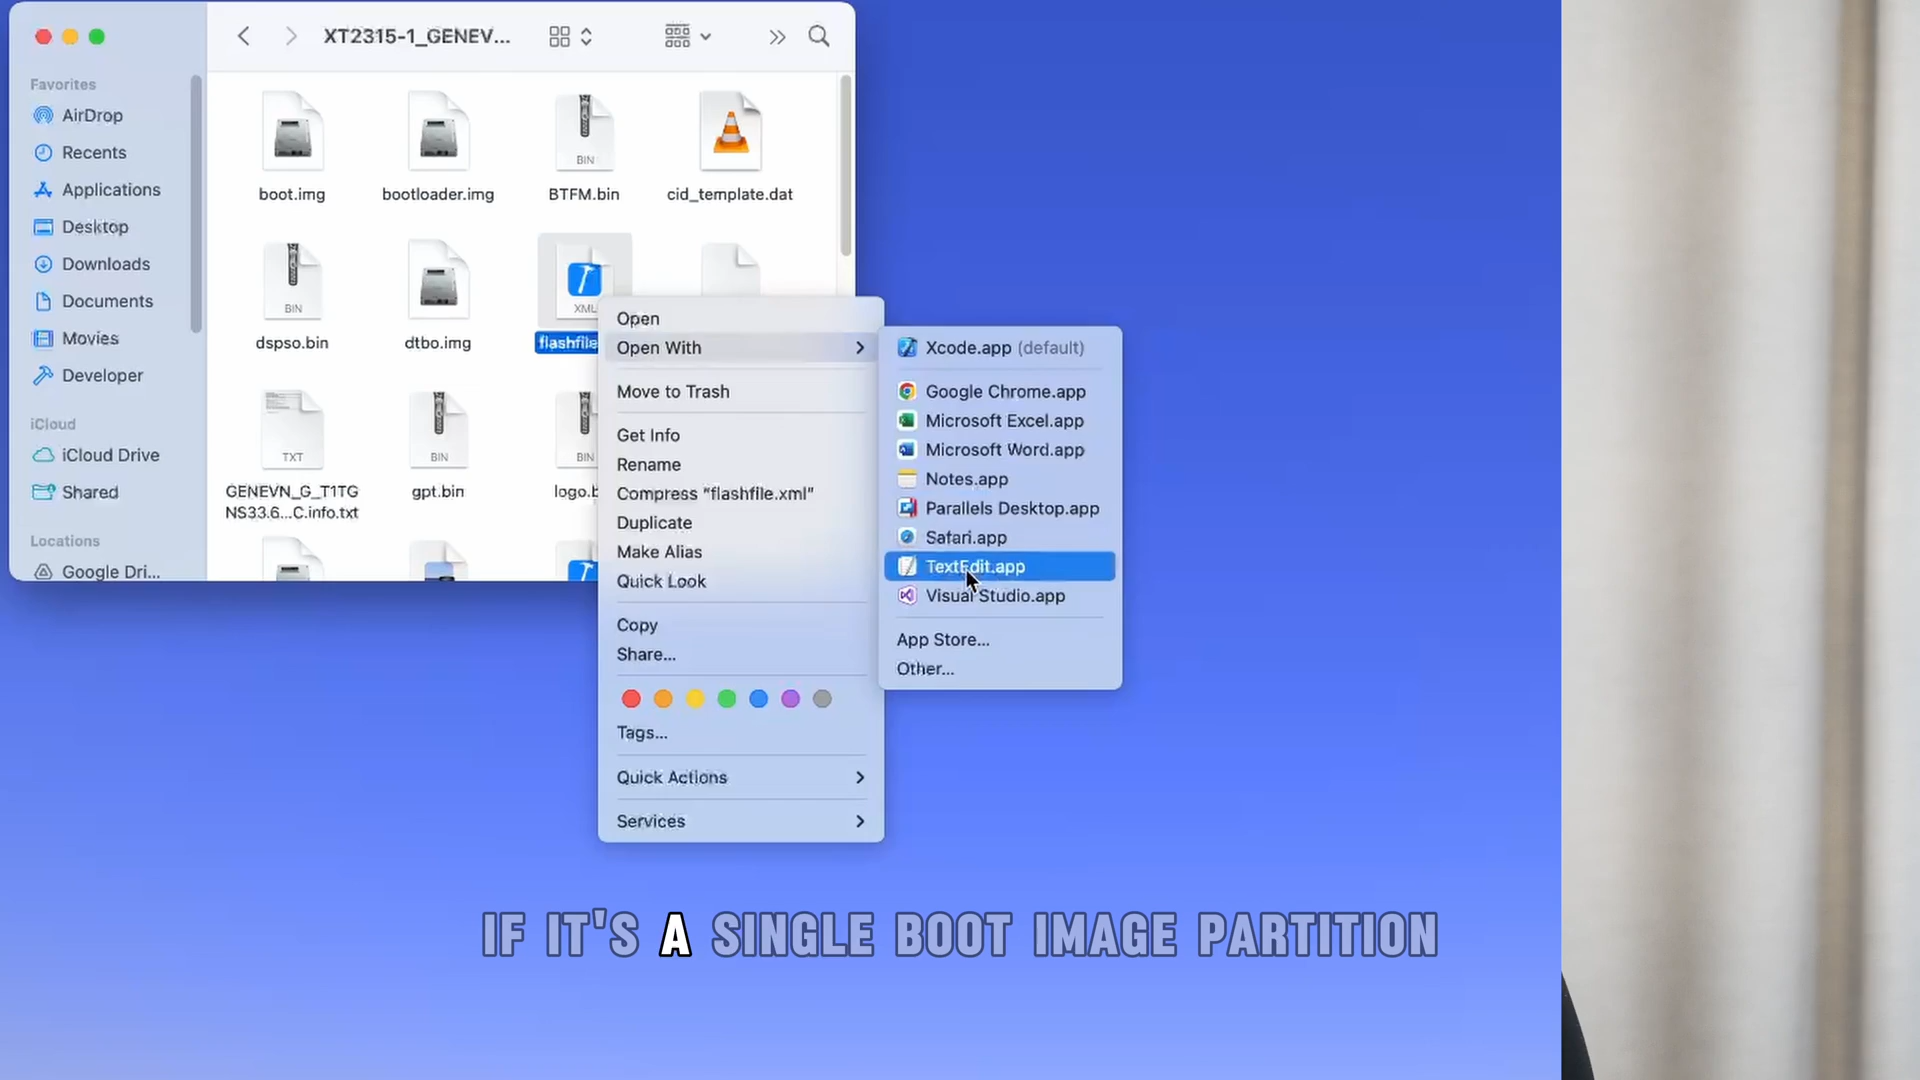 XT2315-1_GENEV...
Favorites
AirDrop
Recents
Applications
Desktop
Downloads
Documents
Movies
Developer
iCloud
iCloud Drive
Shared
Locations
Google Dri...
boot.img
bootloader.img
BIN
BTFM.bin
cid_template.dat
BIN
dspso.bin
dtbo.img
XML
flashfile
TXT
GENEVN_G_T1TG
NS33.6...C.info.txt
BIN
gpt.bin
BIN
logo.b
Open
Open With
Move to Trash
Get Info
Rename
Compress “flashfile.xml”
Duplicate
Make Alias
Quick Look
Copy
Share...
Tags...
Quick Actions
Services
Xcode.app (default)
Google Chrome.app
Microsoft Excel.app
Microsoft Word.app
Notes.app
Parallels Desktop.app
Safari.app
TextEdit.app
Visual Studio.app
App Store...
Other...
IF IT'S A SINGLE BOOT IMAGE PARTITION